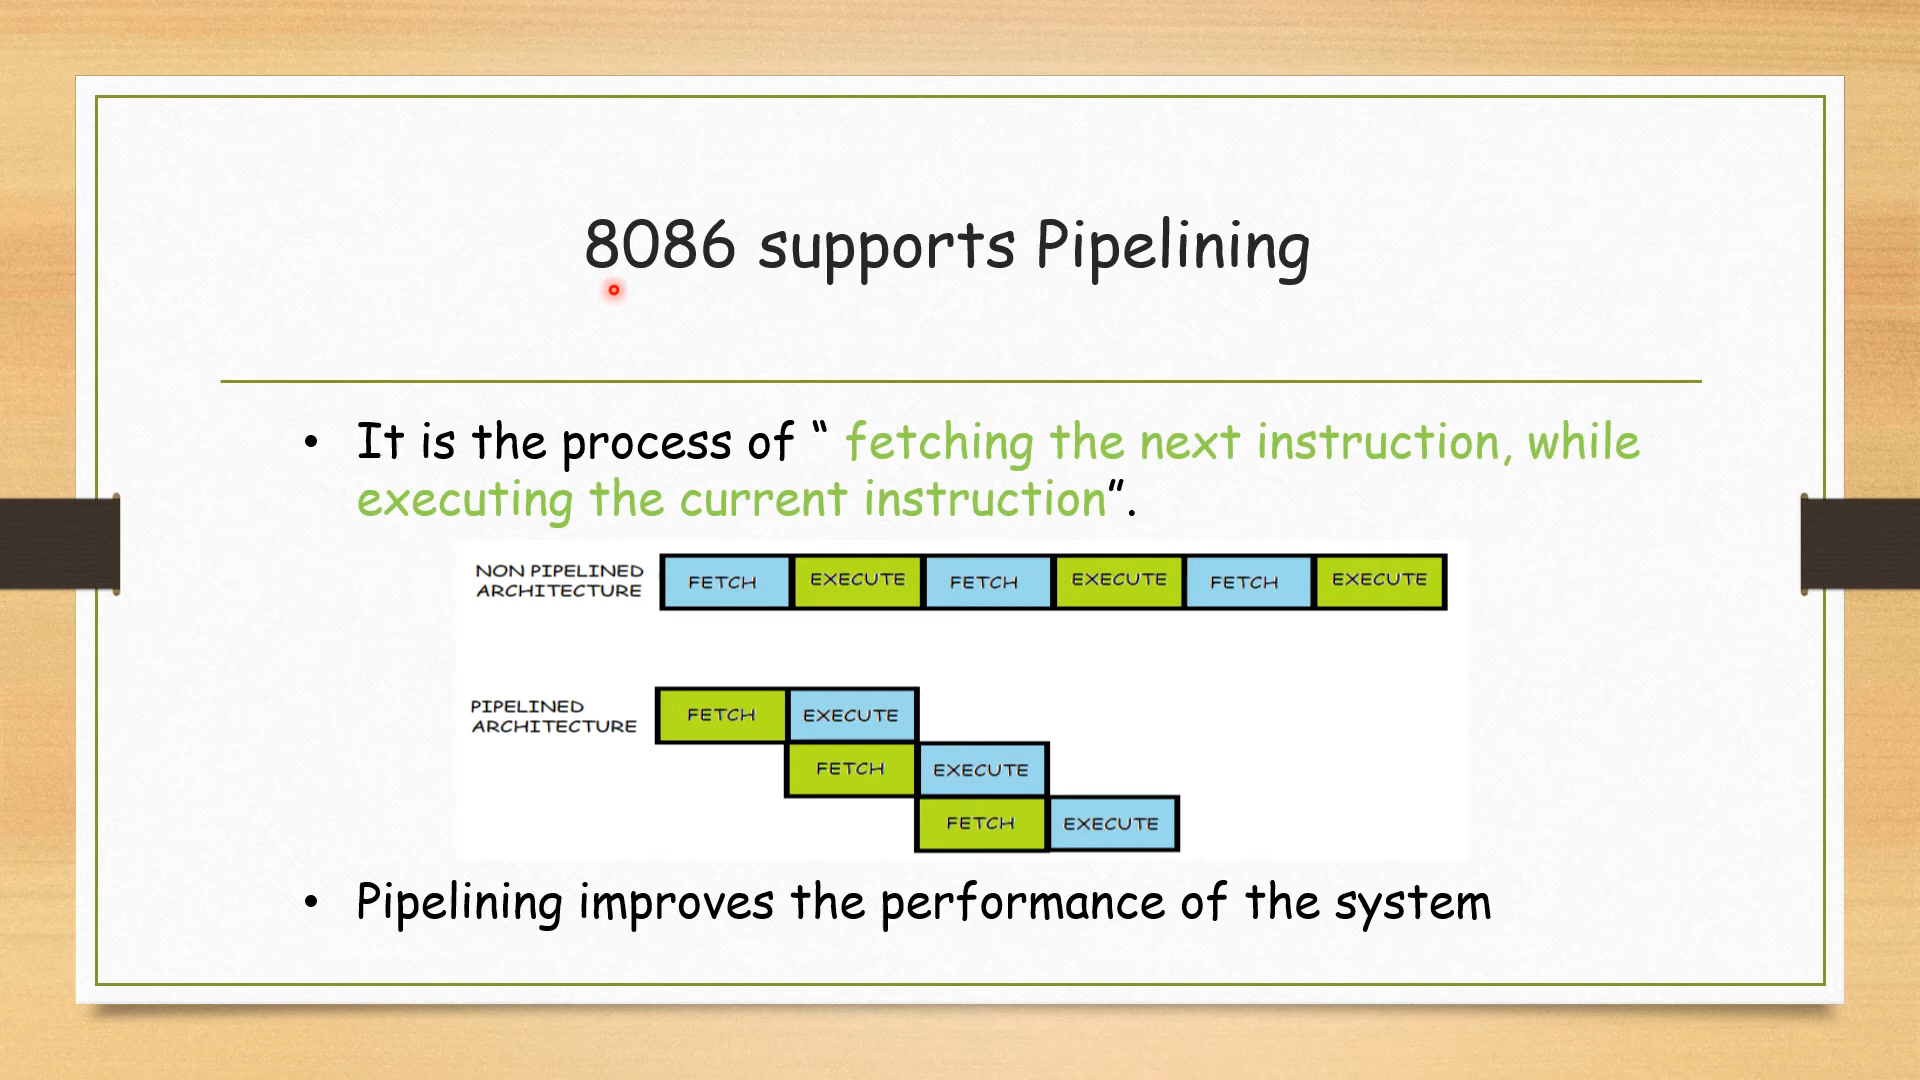 8086 supports Pipelining
• It is the process of “ fetching the next instruction, while
executing the current instruction”.
NON PIPELINED
ARCHITECTURE
FETCH EXECUTE FETCH EXECUTE FETCH EXECUTE
PIPELINED
ARCHITECTURE
FETCH EXECUTE
FETCH EXECUTE
FETCH EXECUTE
• Pipelining improves the performance of the system